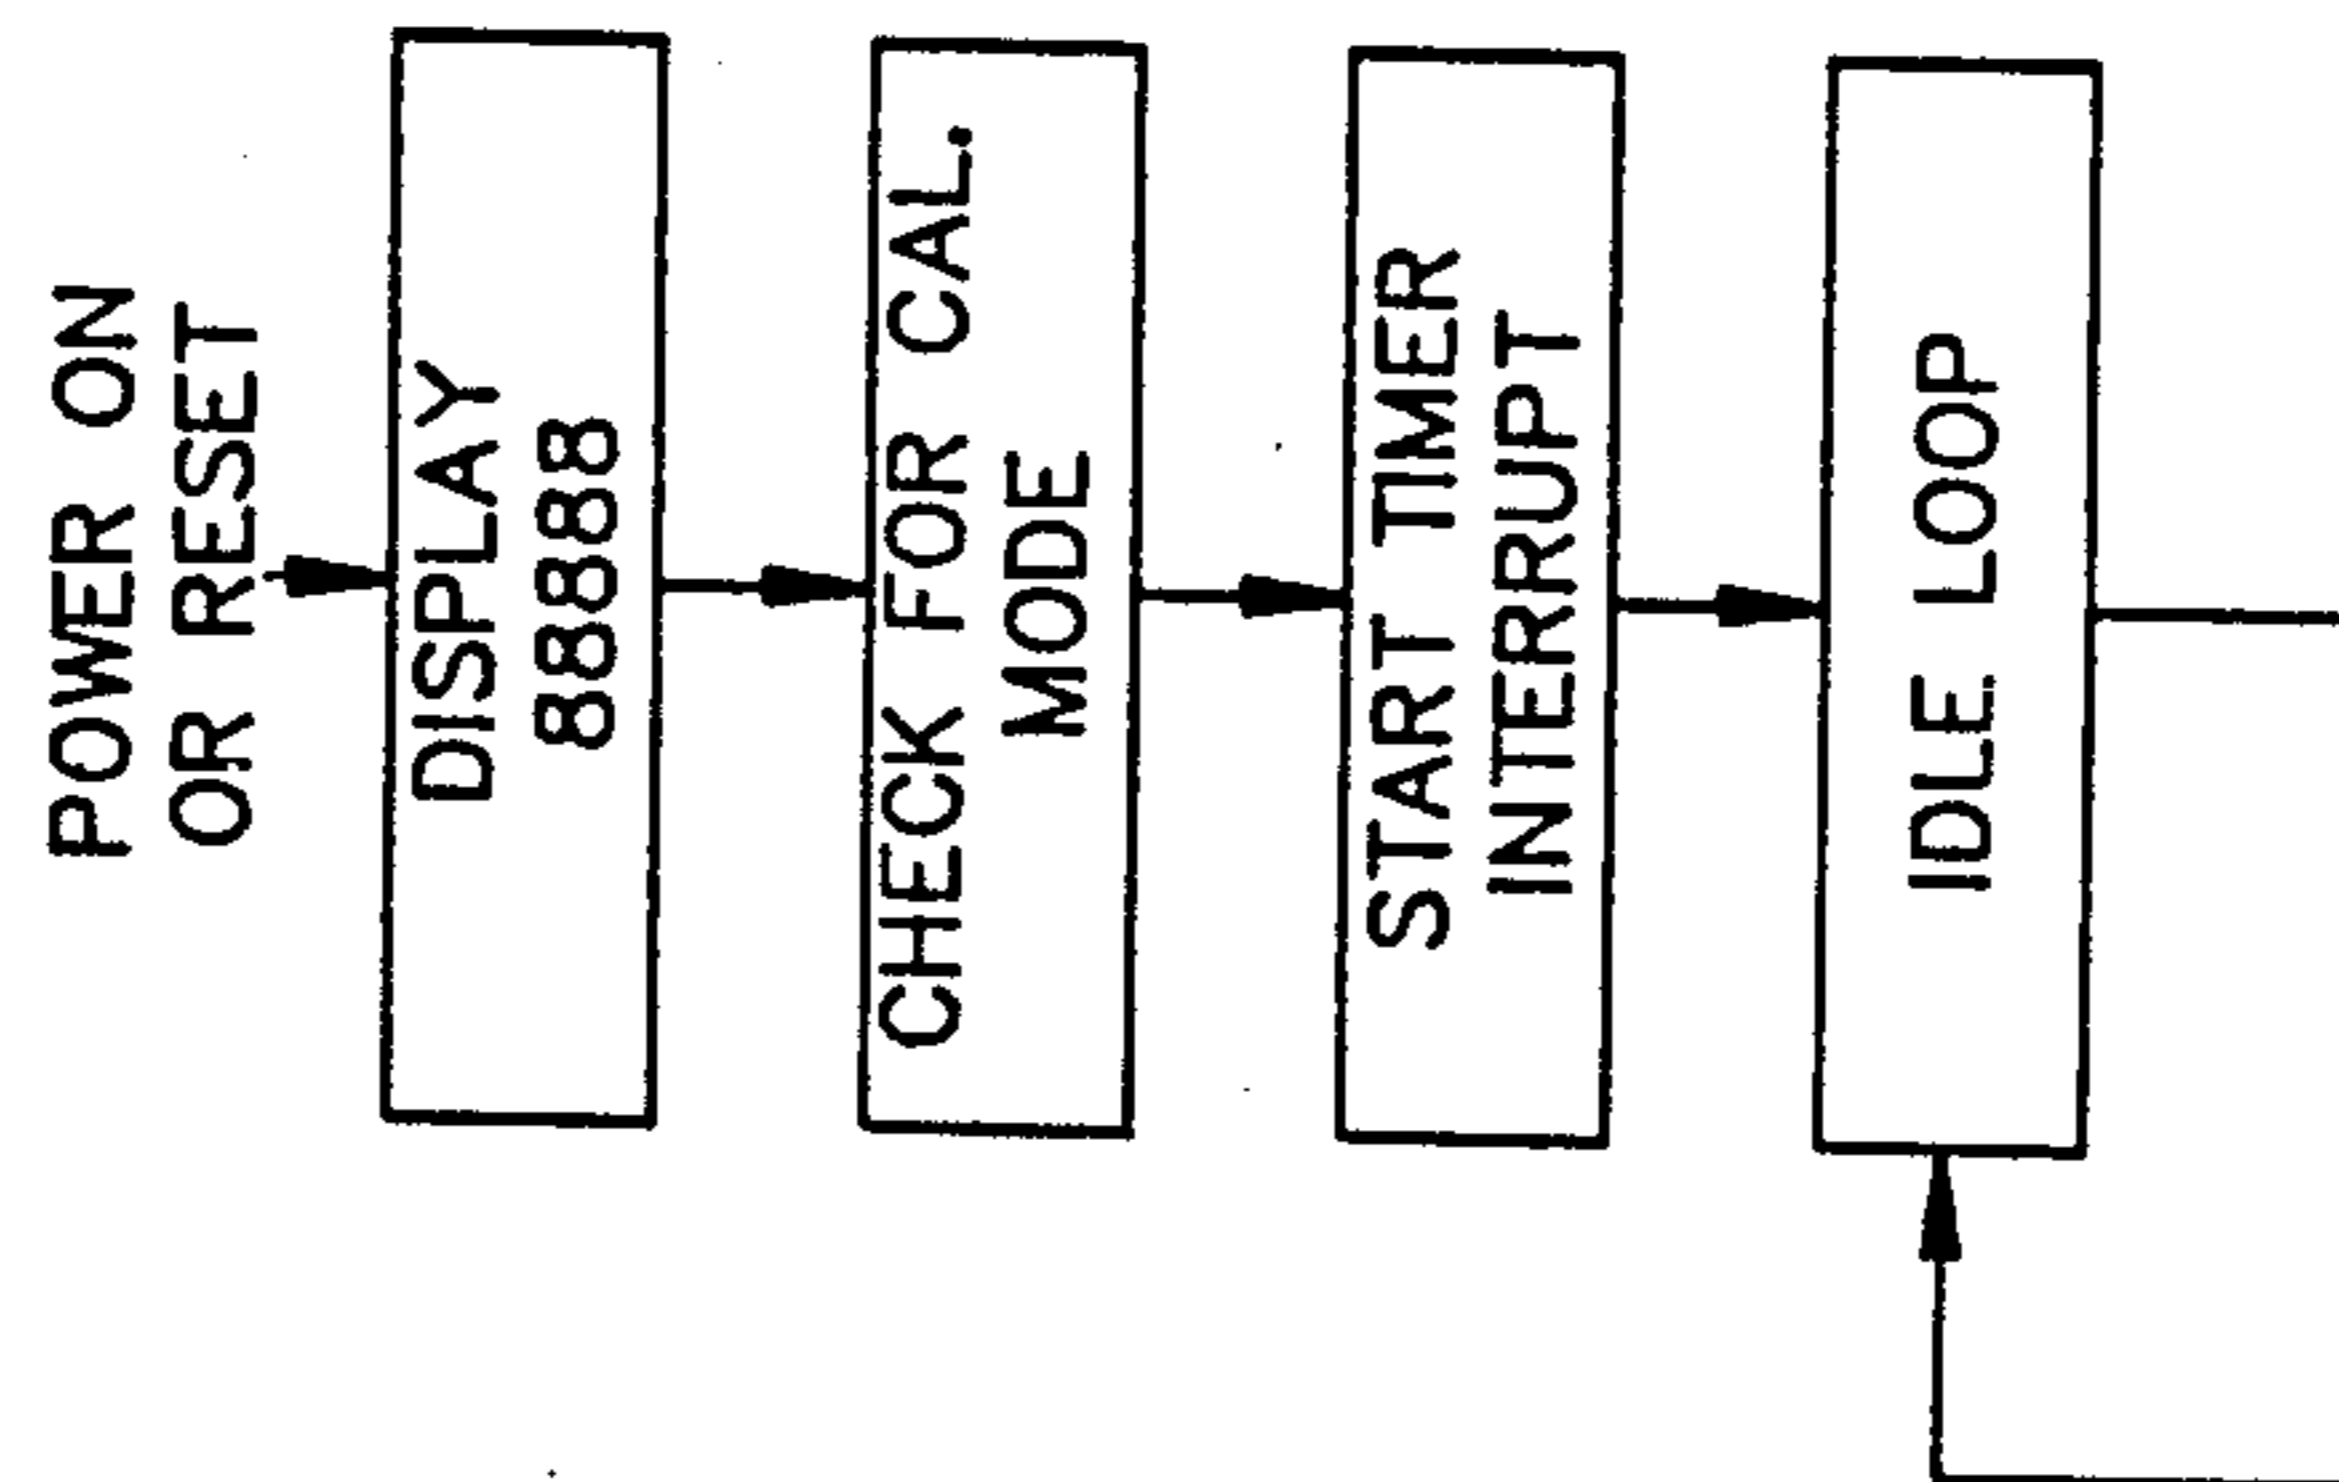 POWER ON
OR RESET
DISPLAY
88888
CHECK FOR CAL.
MODE
START TIMER
INTERRUPT
IDLE LOOP